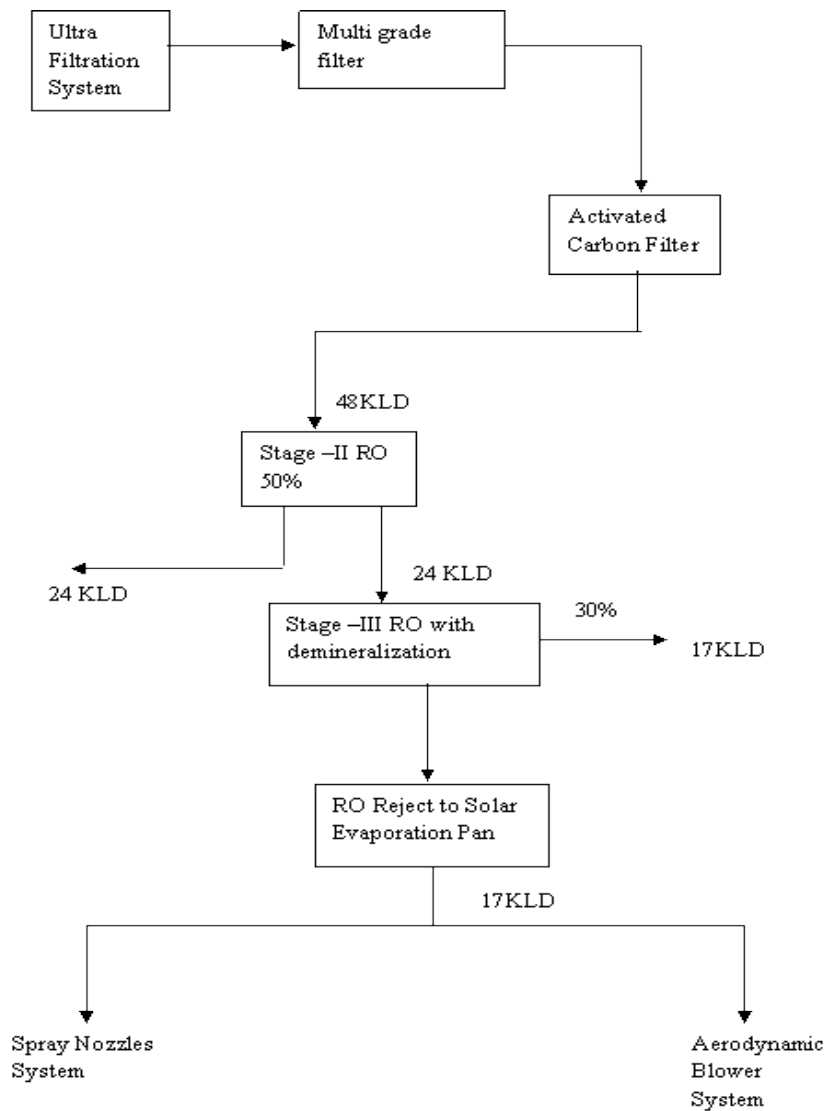 Ultra
Filtration
System
Multi grade
filter
Activated
Carbon Filter
48KLD
Stage –II RO
50%
24 KLD
24 KLD
Stage –III RO with
demineralization
30%
17KLD
RO Reject to Solar
Evaporation Pan
17KLD
Spray Nozzles
System
Aerodynamic
Blower
System